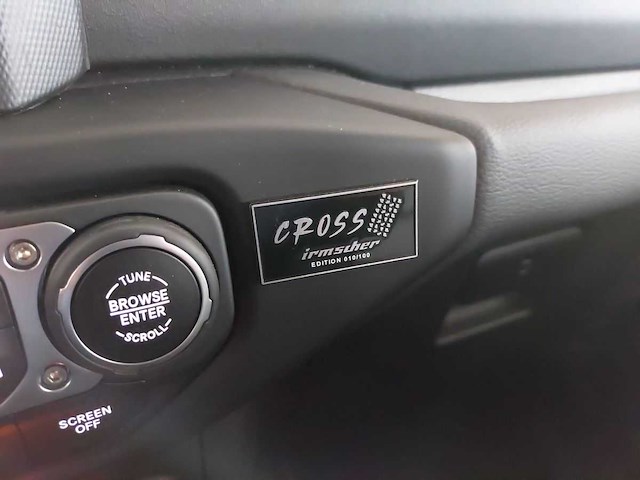 CROSS
irmscher
EDITION 010/100
TUNE
BROWSE
ENTER
SCROLL
SCREEN
OFF